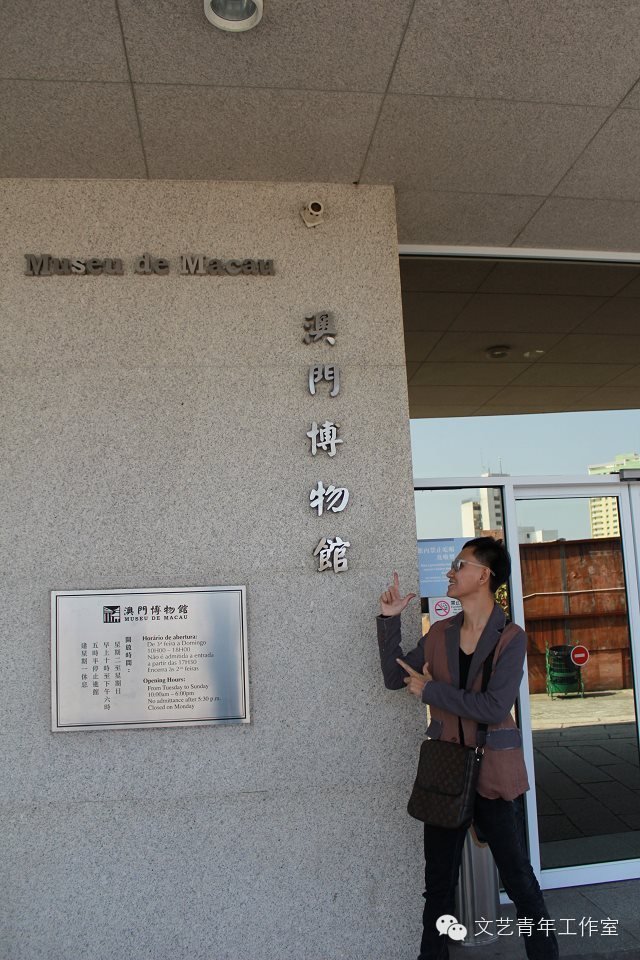 Museu de Macau
澳門博物館
澳門博物館
MUSEU DE MACAU
開放時間：
星期二至星期日
早上十時至下午六時
五時半停止進館
逢星期一休息
Horário de abertura:
De 3ª feira a Domingo
10H00 - 18H00
Não é admitida a entrada
a partir das 17H30
Encerra às 2ªˢ feiras
Opening Hours:
From Tuesday to Sunday
10:00am - 6:00pm
No admittance after 5:30 p.m.
Closed on Monday
文艺青年工作室